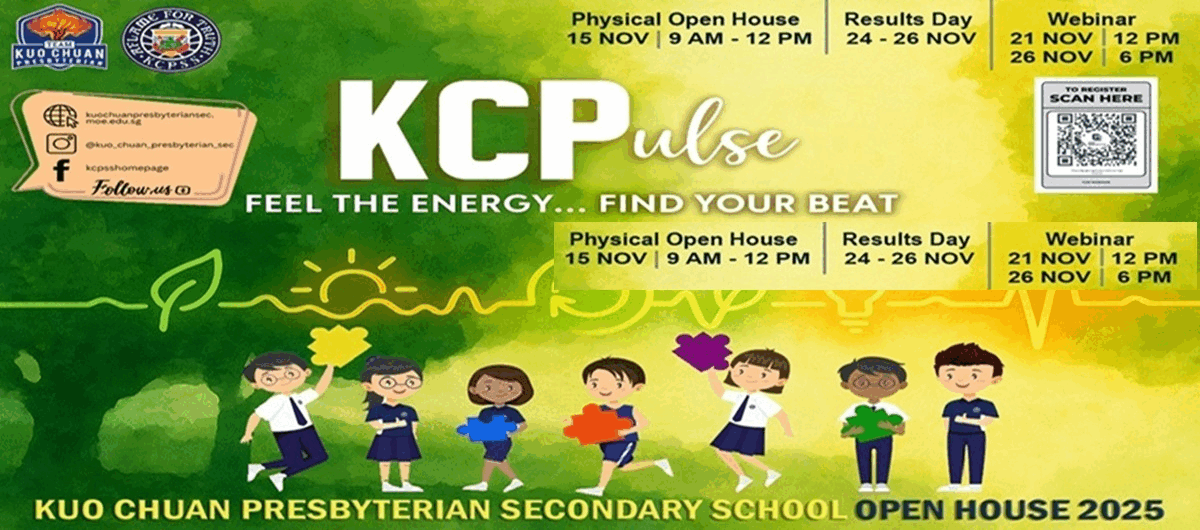 TEAM
KUO CHUAN
PRESBYTERIAN
AFLAME FOR TRUTH
K.C.P.S.S.
Physical Open House
15 NOV | 9 AM - 12 PM
Results Day
24 - 26 NOV
Webinar
21 NOV | 12 PM
26 NOV | 6 PM
kuochuanpresbyteriansec.
moe.edu.sg
@kuo_chuan_presbyterian_sec
kcpsshomepage
Follow us
KCPulse
FEEL THE ENERGY... FIND YOUR BEAT
TO REGISTER
SCAN HERE
Physical Open House
15 NOV | 9 AM - 12 PM
Results Day
24 - 26 NOV
Webinar
21 NOV | 12 PM
26 NOV | 6 PM
KUO CHUAN PRESBYTERIAN SECONDARY SCHOOL OPEN HOUSE 2025